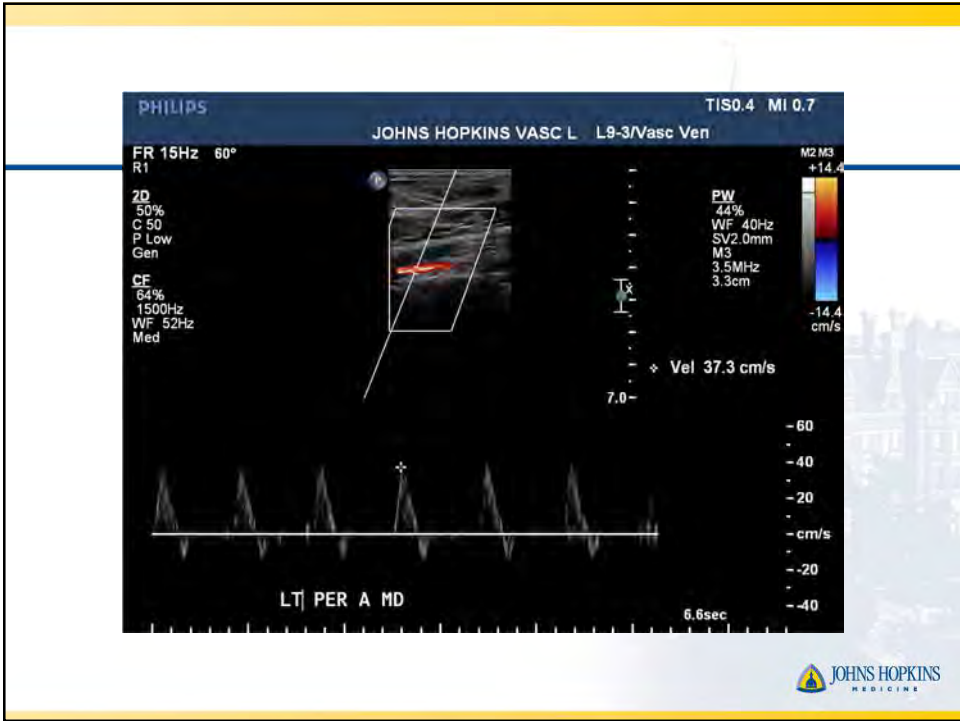 PHILIPS
TIS0.4 MI 0.7
JOHNS HOPKINS VASC L L9-3/Vasc Ven
FR 15Hz 60°
R1
2D
50%
C 50
P Low
Gen
CF
64%
1500Hz
WF 52Hz
Med
P
M2 M3
+14.4
PW
44%
WF 40Hz
SV2.0mm
M3
3.5MHz
3.3cm
-14.4
cm/s
x
Vel 37.3 cm/s
7.0
60
40
20
cm/s
-20
-40
LT PER A MD
6.6sec
JOHNS HOPKINS
MEDICINE